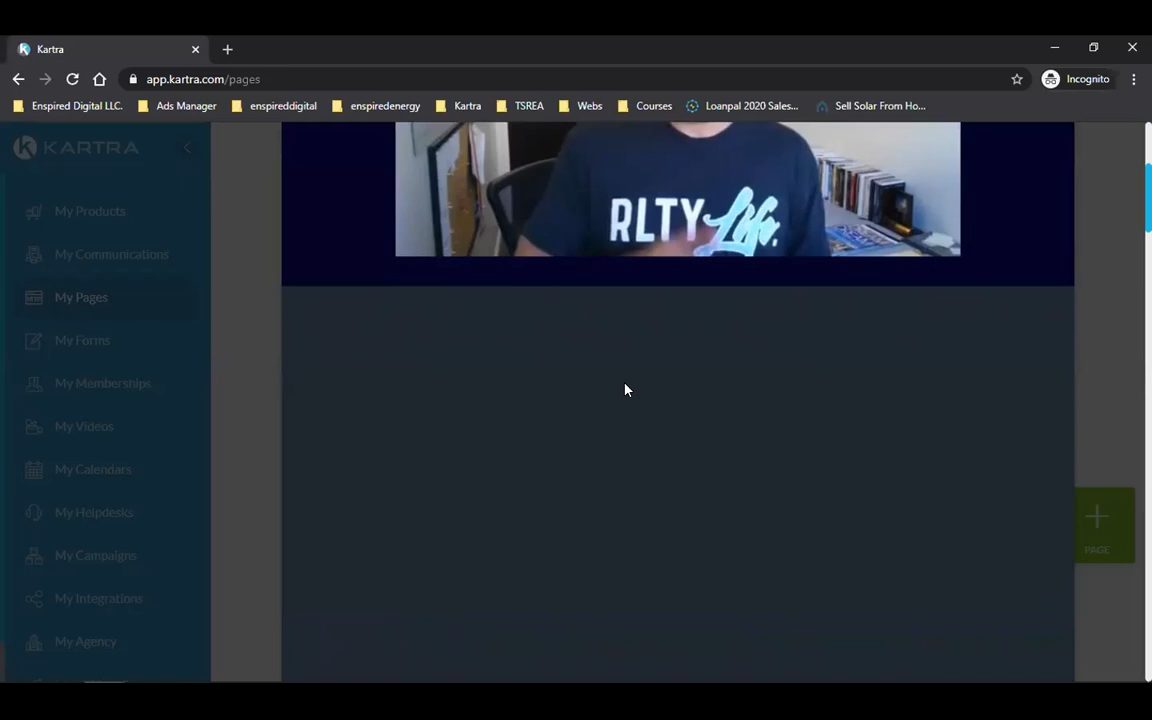 Kartra
app.kartra.com/pages
Incognito
Enspired Digital LLC.
Ads Manager
enspireddigital
enspiredenergy
Kartra
TSREA
Webs
Courses
Loanpal 2020 Sales...
Sell Solar From Ho...
KARTRA
My Products
My Communications
My Pages
My Forms
My Memberships
My Videos
My Calendars
My Helpdesks
My Campaigns
My Integrations
My Agency
RLTY Life.
PAGE